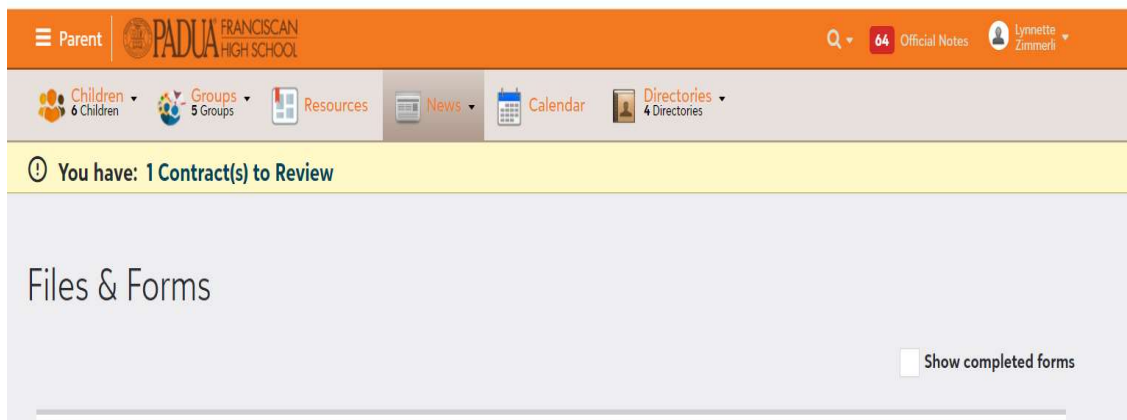 Parent
PADUA FRANCISCAN
HIGH SCHOOL
64 Official Notes
Lynnette
Zimmerli
Children
6 Children
Groups
5 Groups
Resources
News
Calendar
Directories
4 Directories
You have: 1 Contract(s) to Review
Files & Forms
Show completed forms